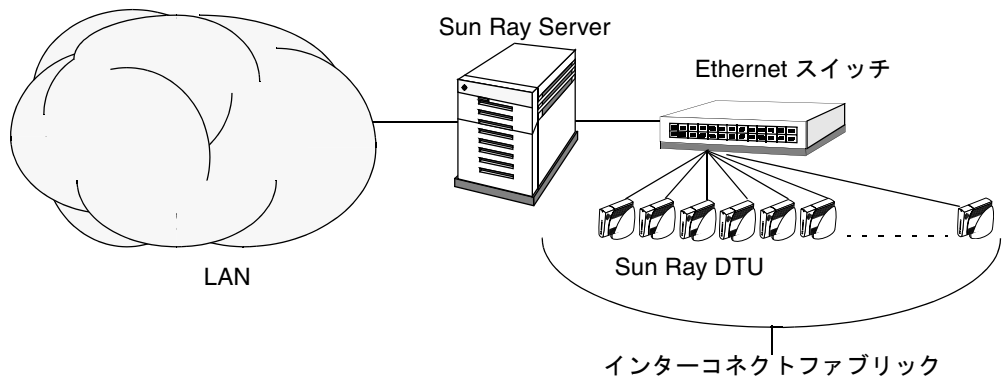 Sun Ray Server
Ethernet スイッチ
LAN
Sun Ray DTU
インターコネクトファブリック